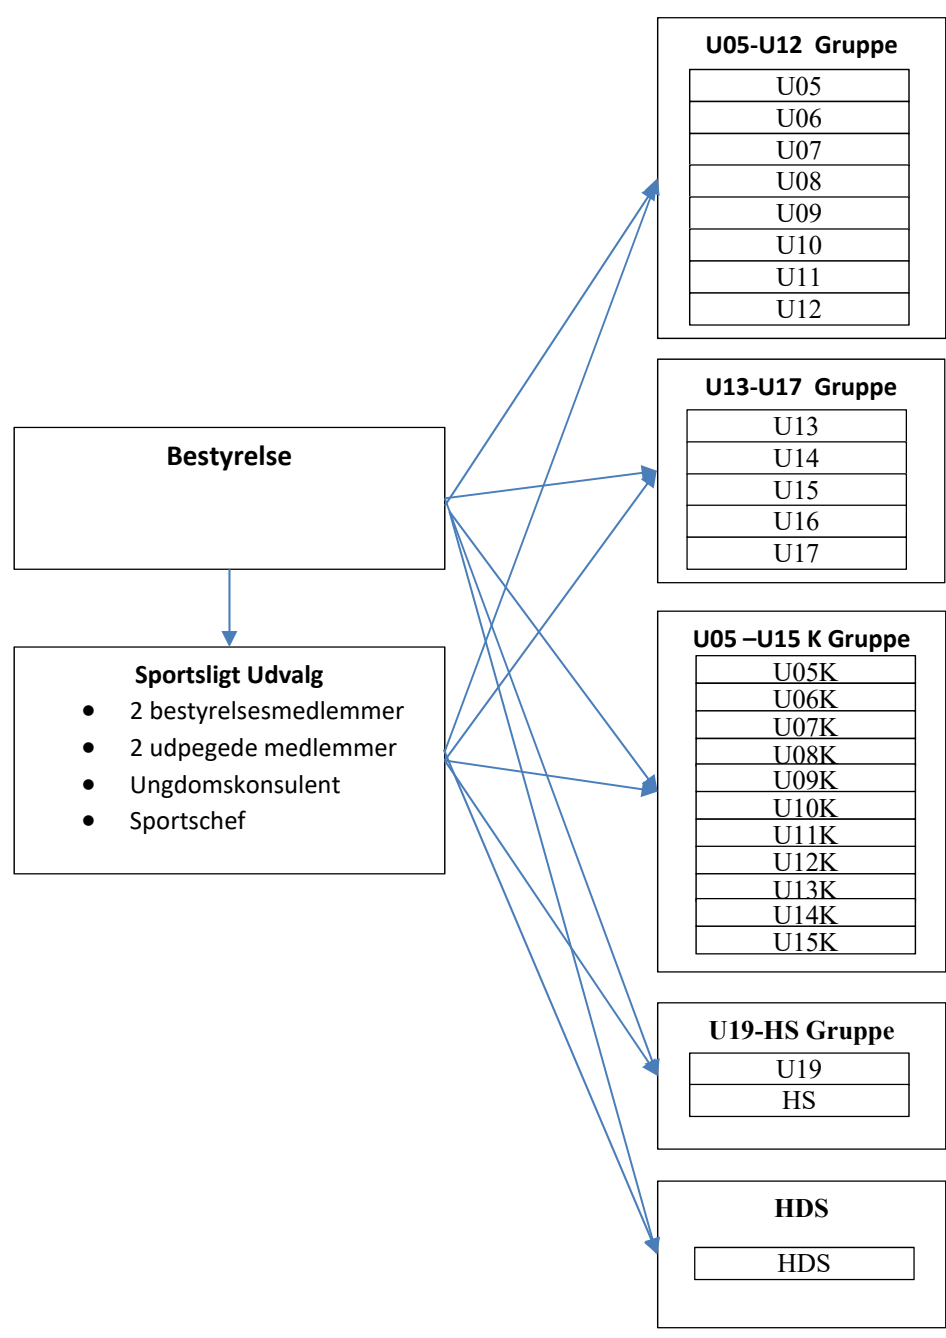 U05-U12 Gruppe
U05
U06
U07
U08
U09
U10
U11
U12
U13-U17 Gruppe
U13
U14
U15
U16
U17
Bestyrelse
Sportsligt Udvalg
• 2 bestyrelsesmedlemmer
• 2 udpegede medlemmer
• Ungdomskonsulent
• Sportschef
U05 –U15 K Gruppe
U05K
U06K
U07K
U08K
U09K
U10K
U11K
U12K
U13K
U14K
U15K
U19-HS Gruppe
U19
HS
HDS
HDS